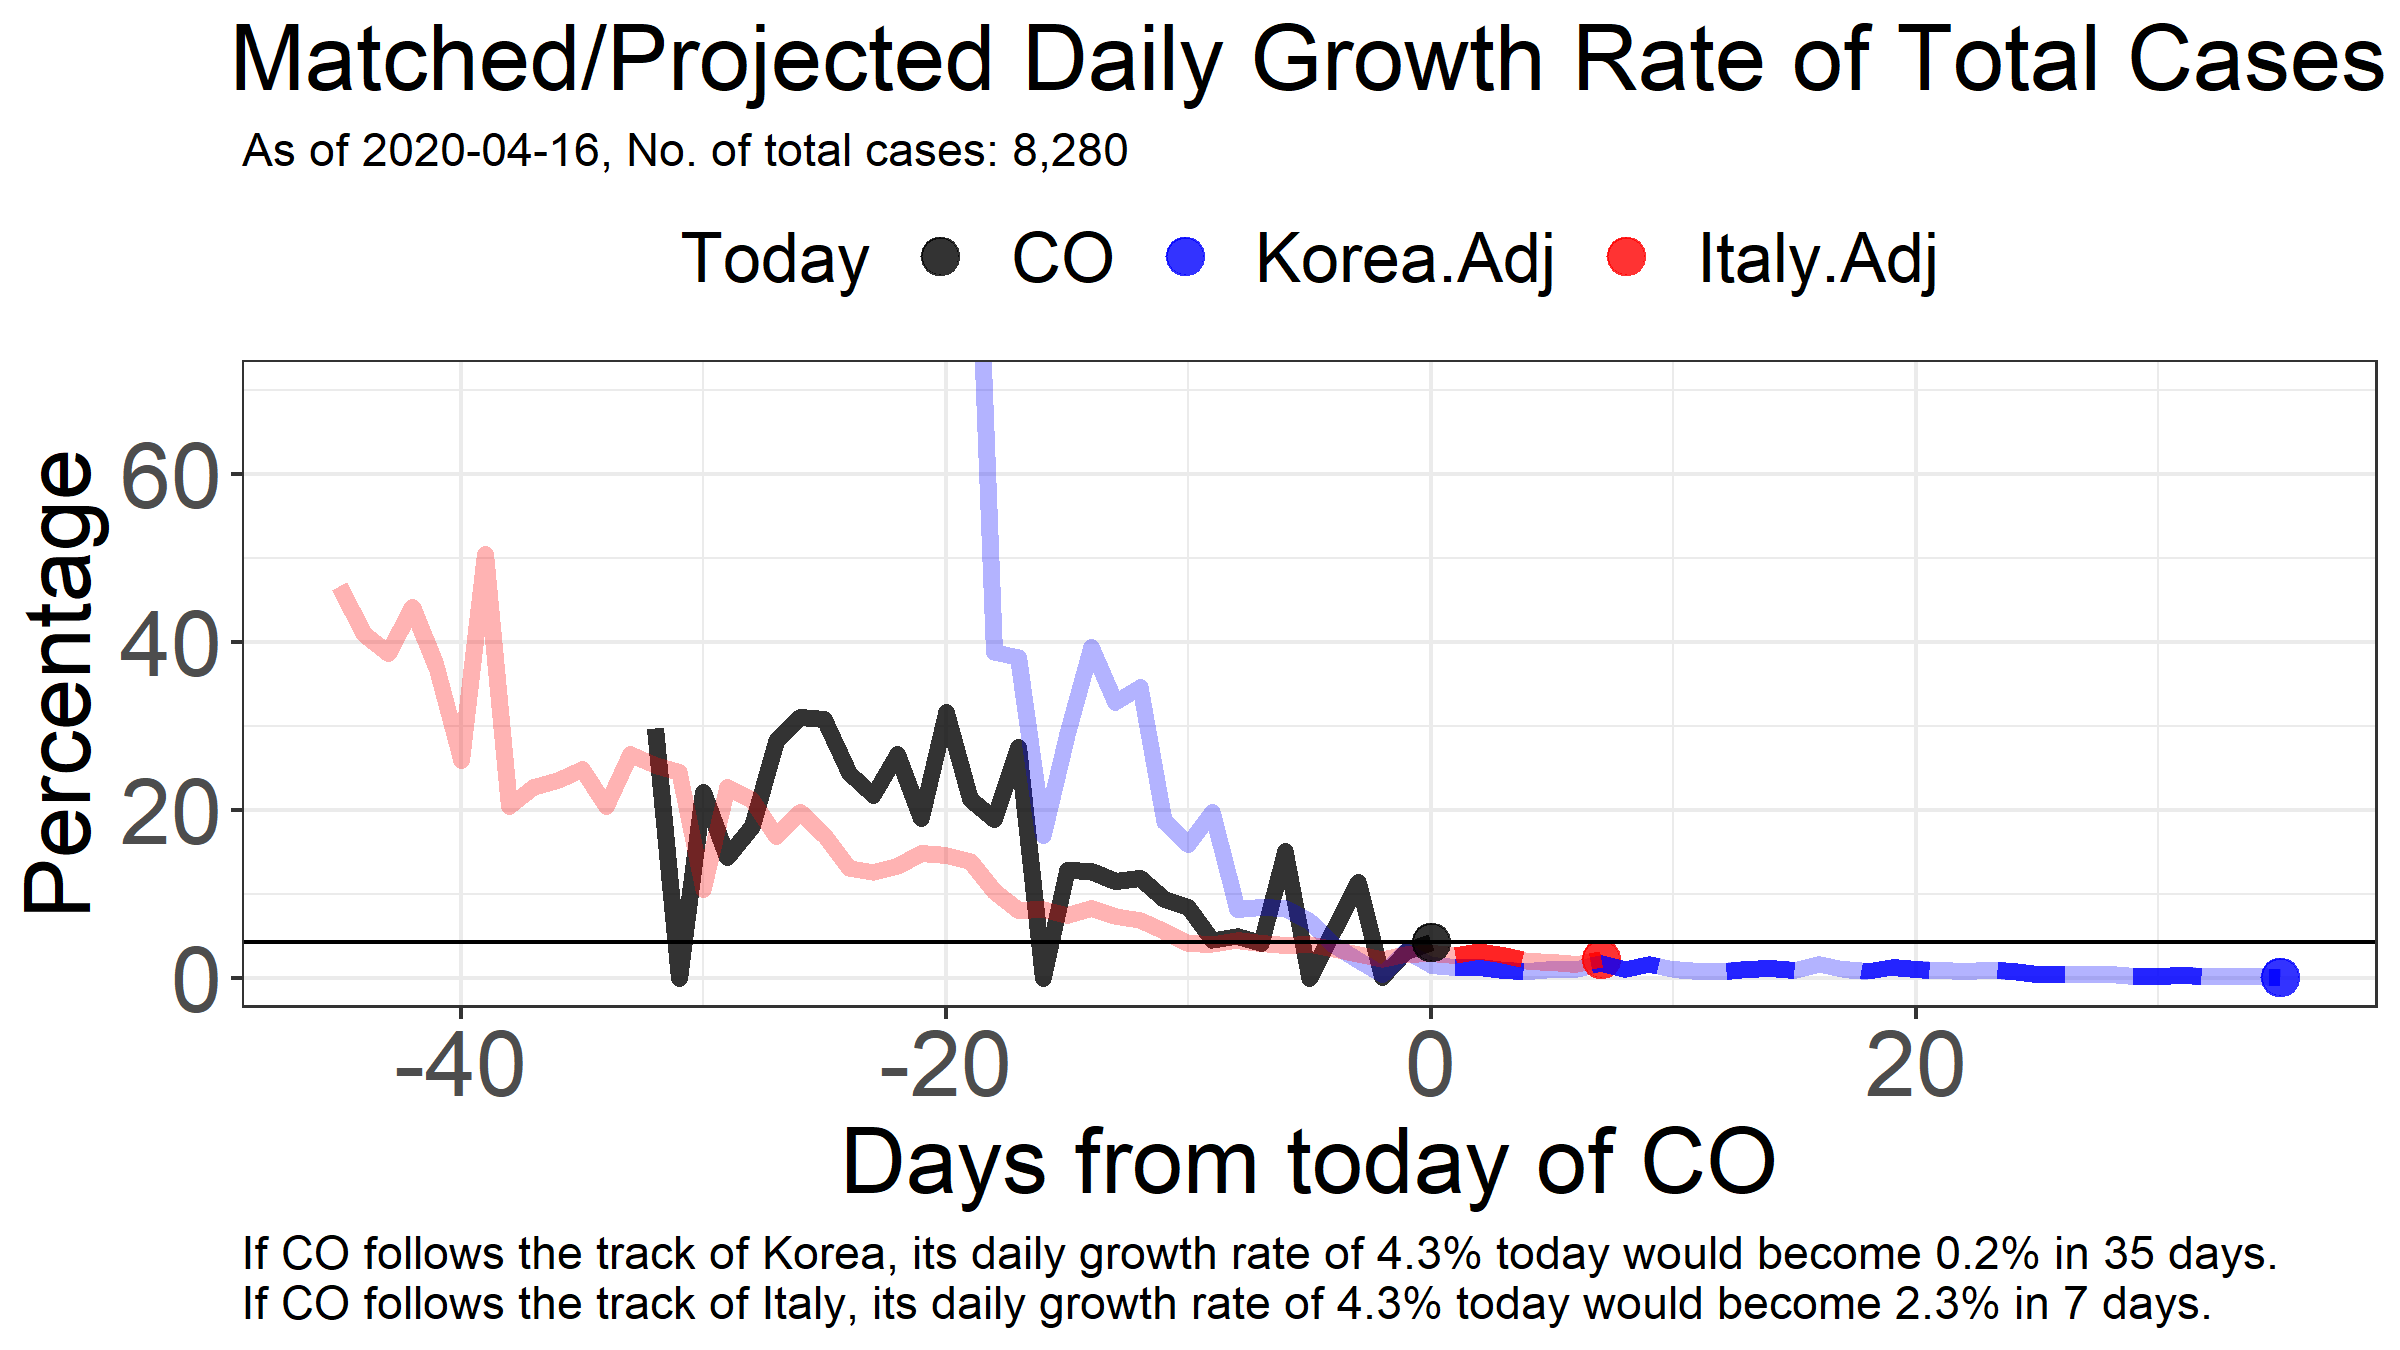 Matched/Projected Daily Growth Rate of Total Cases
As of 2020-04-16, No. of total cases: 8,280
Today CO Korea.Adj Italy.Adj
Percentage
60
40
20
0
-40 -20 0 20
Days from today of CO
If CO follows the track of Korea, its daily growth rate of 4.3% today would become 0.2% in 35 days.
If CO follows the track of Italy, its daily growth rate of 4.3% today would become 2.3% in 7 days.